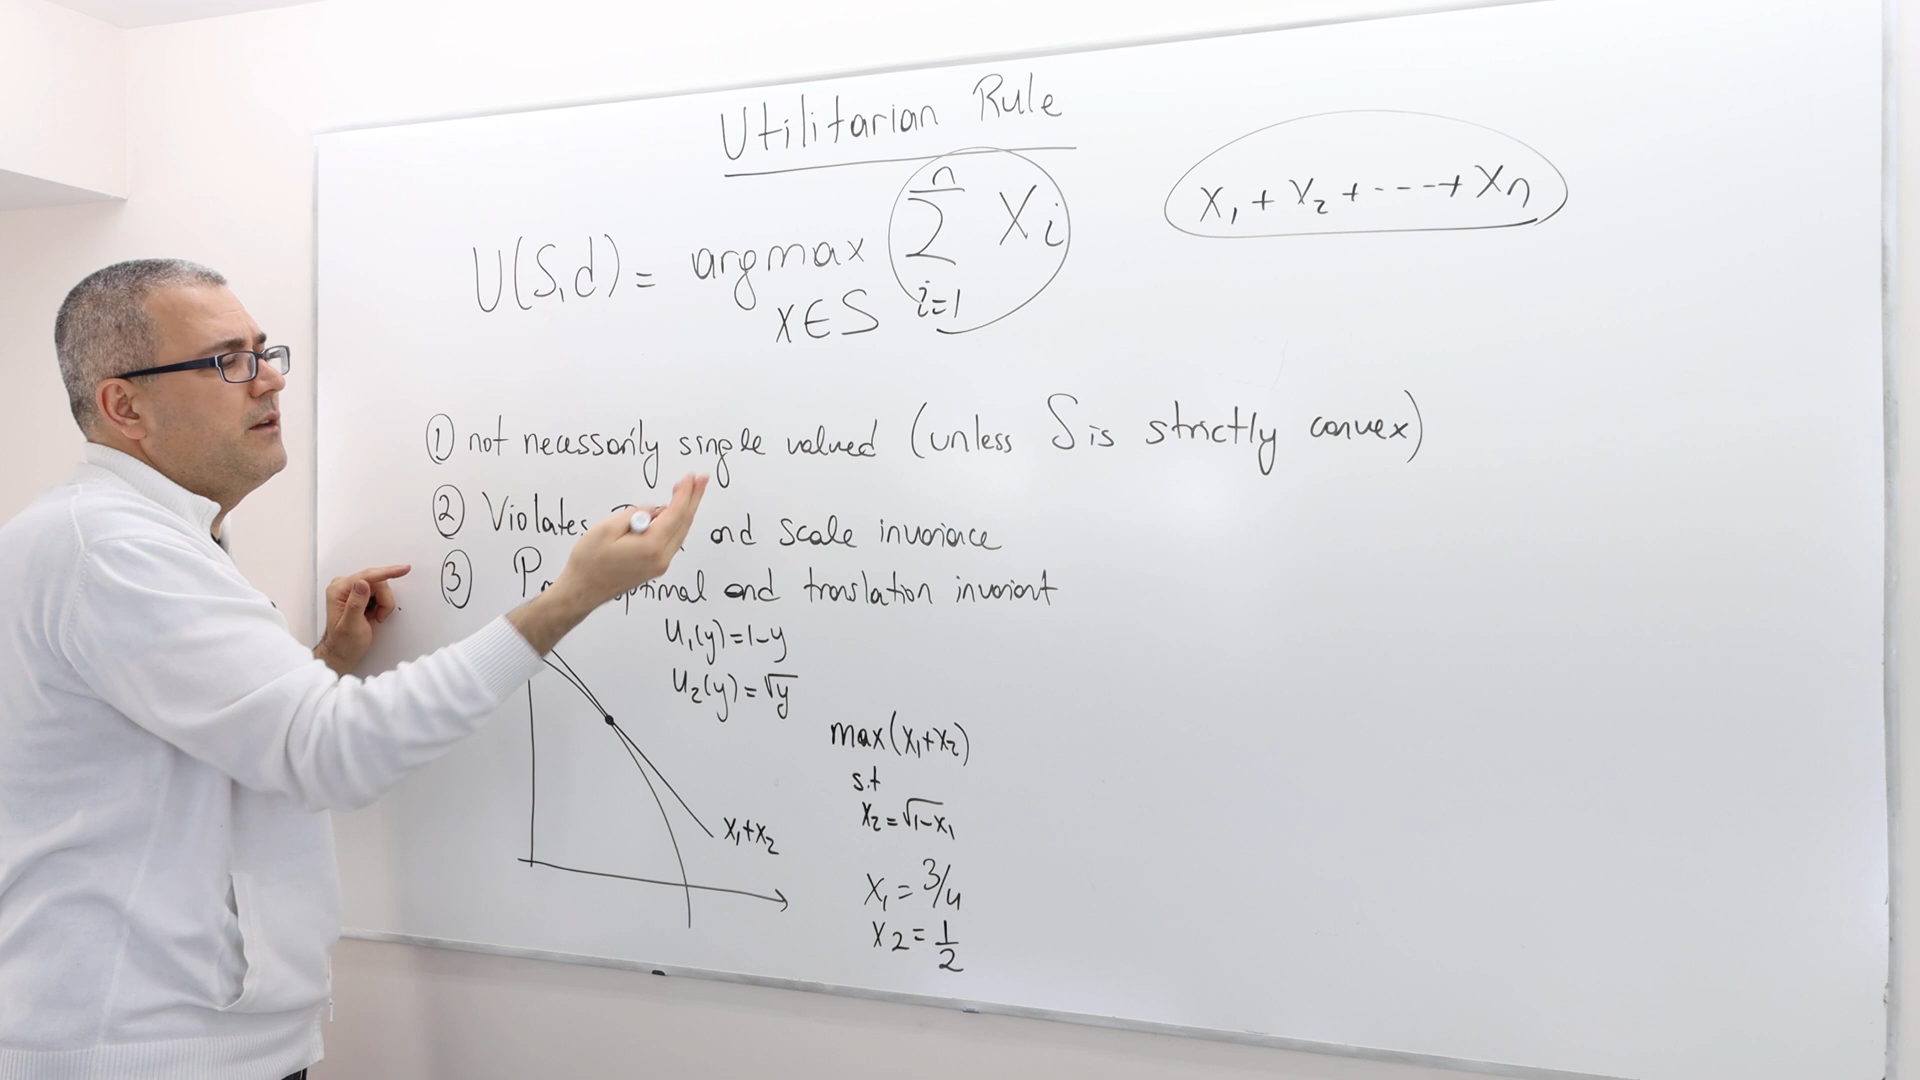 Utilitarian Rule
U(S,d) = argmax x∈S n Σ i=1 Xi
X1 + X2 + ---+ Xn
① not necessarily single valued (unless S is strictly convex)
② Violates and scale invariance
③ optimal and translation invariant
U1(y)=1-y
U2(y)=√y
max(x1+x2)
s.t
x2=√1-x1
x1+x2
x1=3/4
x2=1/2